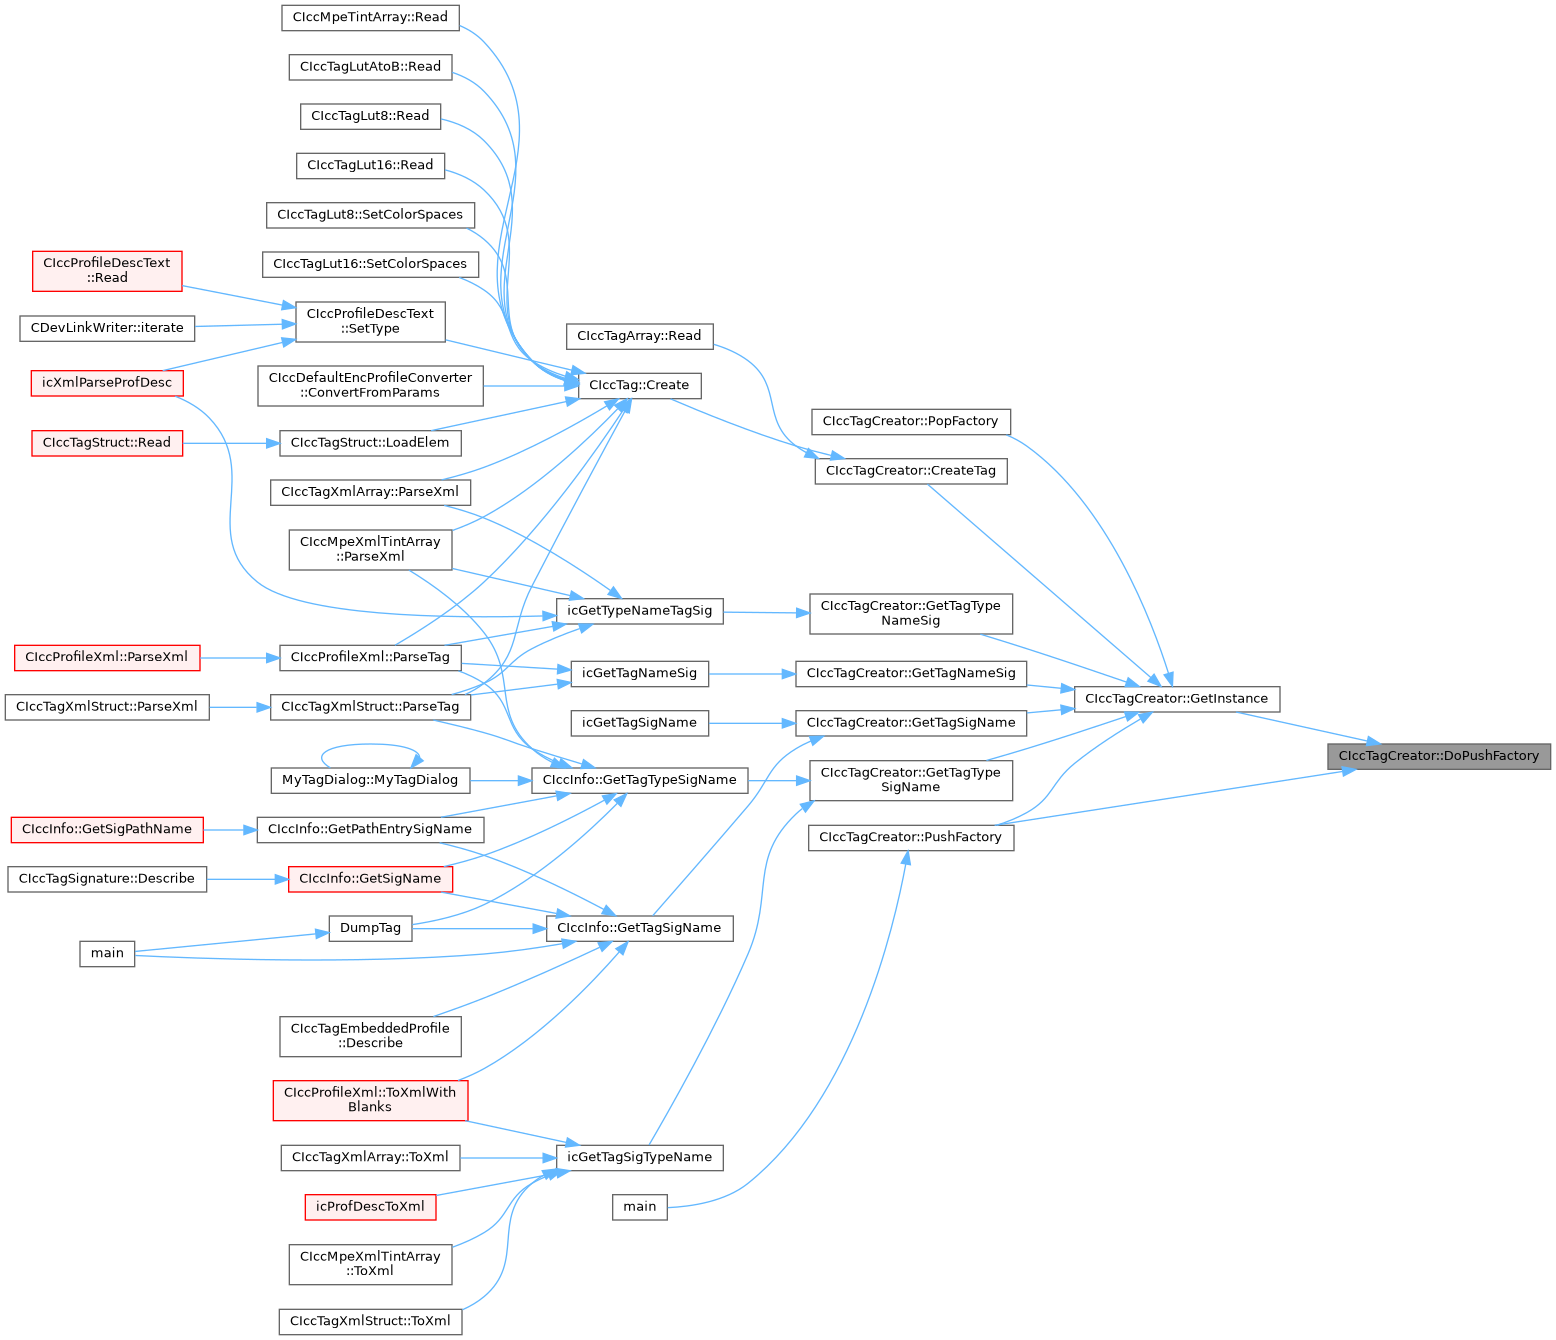 CIccMpeTintArray::Read
CIccTagLutAtoB::Read
CIccTagLut8::Read
CIccTagLut16::Read
CIccTagLut8::SetColorSpaces
CIccTagLut16::SetColorSpaces
CIccProfileDescText
::Read
CIccProfileDescText
::SetType
CDevLinkWriter::iterate
CIccTagArray::Read
icXmlParseProfDesc
CIccDefaultEncProfileConverter
::ConvertFromParams
CIccTag::Create
CIccTagCreator::PopFactory
CIccTagStruct::Read
CIccTagStruct::LoadElem
CIccTagCreator::CreateTag
CIccTagXmlArray::ParseXml
CIccMpeXmlTintArray
::ParseXml
icGetTypeNameTagSig
CIccTagCreator::GetTagType
NameSig
CIccProfileXml::ParseXml
CIccProfileXml::ParseTag
icGetTagNameSig
CIccTagCreator::GetTagNameSig
CIccTagCreator::GetInstance
CIccTagXmlStruct::ParseXml
CIccTagXmlStruct::ParseTag
icGetTagSigName
CIccTagCreator::GetTagSigName
CIccTagCreator::DoPushFactory
MyTagDialog::MyTagDialog
CIccInfo::GetTagTypeSigName
CIccTagCreator::GetTagType
SigName
CIccInfo::GetSigPathName
CIccInfo::GetPathEntrySigName
CIccTagCreator::PushFactory
CIccTagSignature::Describe
CIccInfo::GetSigName
DumpTag
CIccInfo::GetTagSigName
main
CIccTagEmbeddedProfile
::Describe
CIccProfileXml::ToXmlWith
Blanks
CIccTagXmlArray::ToXml
icGetTagSigTypeName
icProfDescToXml
main
CIccMpeXmlTintArray
::ToXml
CIccTagXmlStruct::ToXml